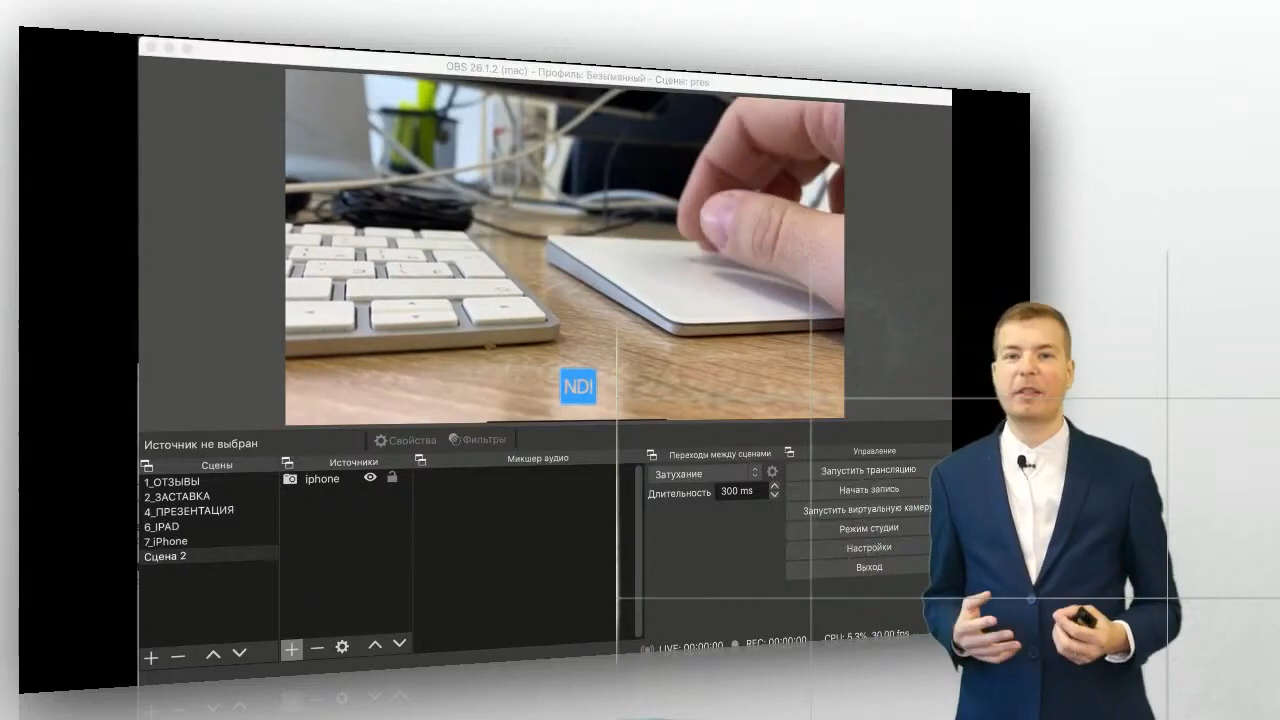 OBS 26.1.2 (mac) - Профиль: Безымянный - Сцены: pres
NDI
Источник не выбран
Свойства
Фильтры
Сцены
Источники
Микшер аудио
Переходы между сценами
Управление
1_ОТЗЫВЫ
2_ЗАСТАВКА
4_ПРЕЗЕНТАЦИЯ
6_IPAD
7_iPhone
Сцена 2
iphone
Затухание
Длительность 300 ms
Запустить трансляцию
Начать запись
Запустить виртуальную камеру
Режим студии
Настройки
Выход
LIVE: 00:00:00
REC: 00:00:00
CPU: 5.3%, 30.00 fps